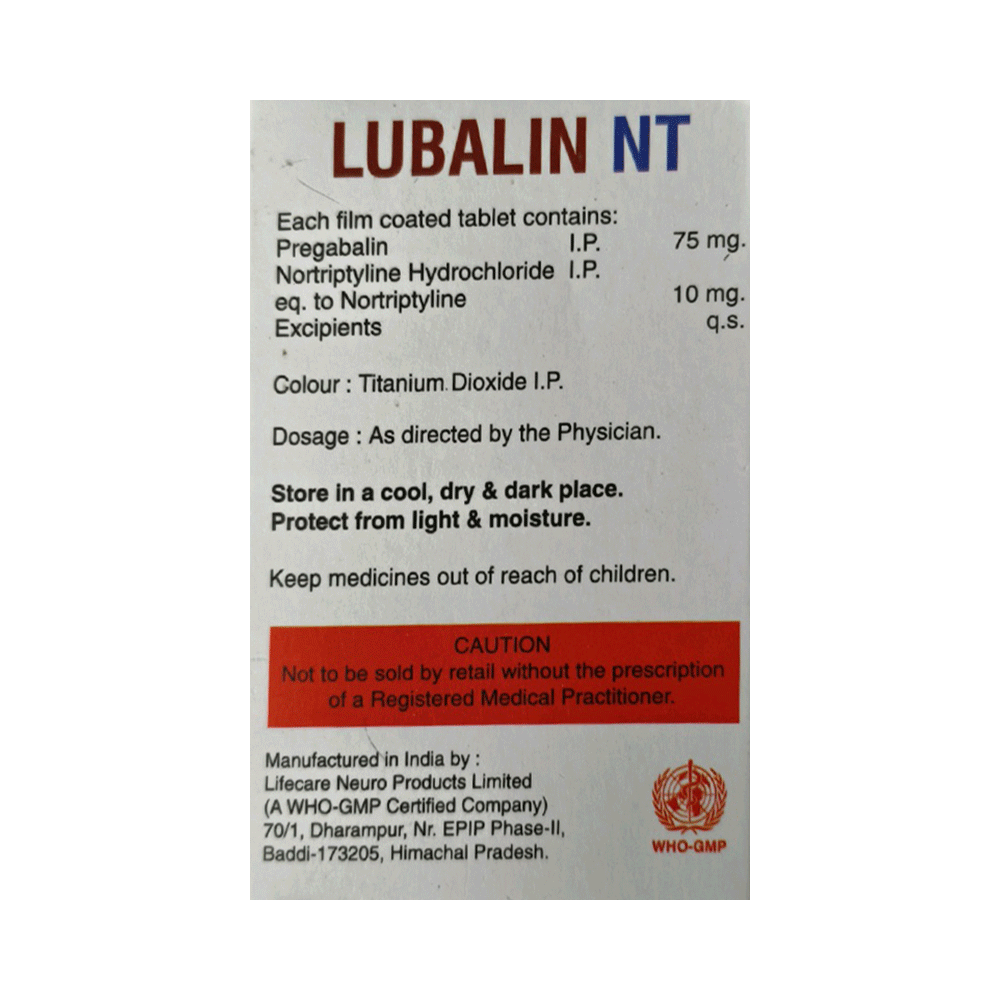 LUBALIN NT
Each film coated tablet contains:
Pregabalin I.P. 75 mg.
Nortriptyline Hydrochloride I.P.
eq. to Nortriptyline 10 mg.
Excipients q.s.
Colour : Titanium Dioxide I.P.
Dosage : As directed by the Physician.
Store in a cool, dry & dark place.
Protect from light & moisture.
Keep medicines out of reach of children.
CAUTION
Not to be sold by retail without the prescription
of a Registered Medical Practitioner.
Manufactured in India by :
Lifecare Neuro Products Limited
(A WHO-GMP Certified Company)
70/1, Dharampur, Nr. EPIP Phase-II,
Baddi-173205, Himachal Pradesh.
WHO-GMP